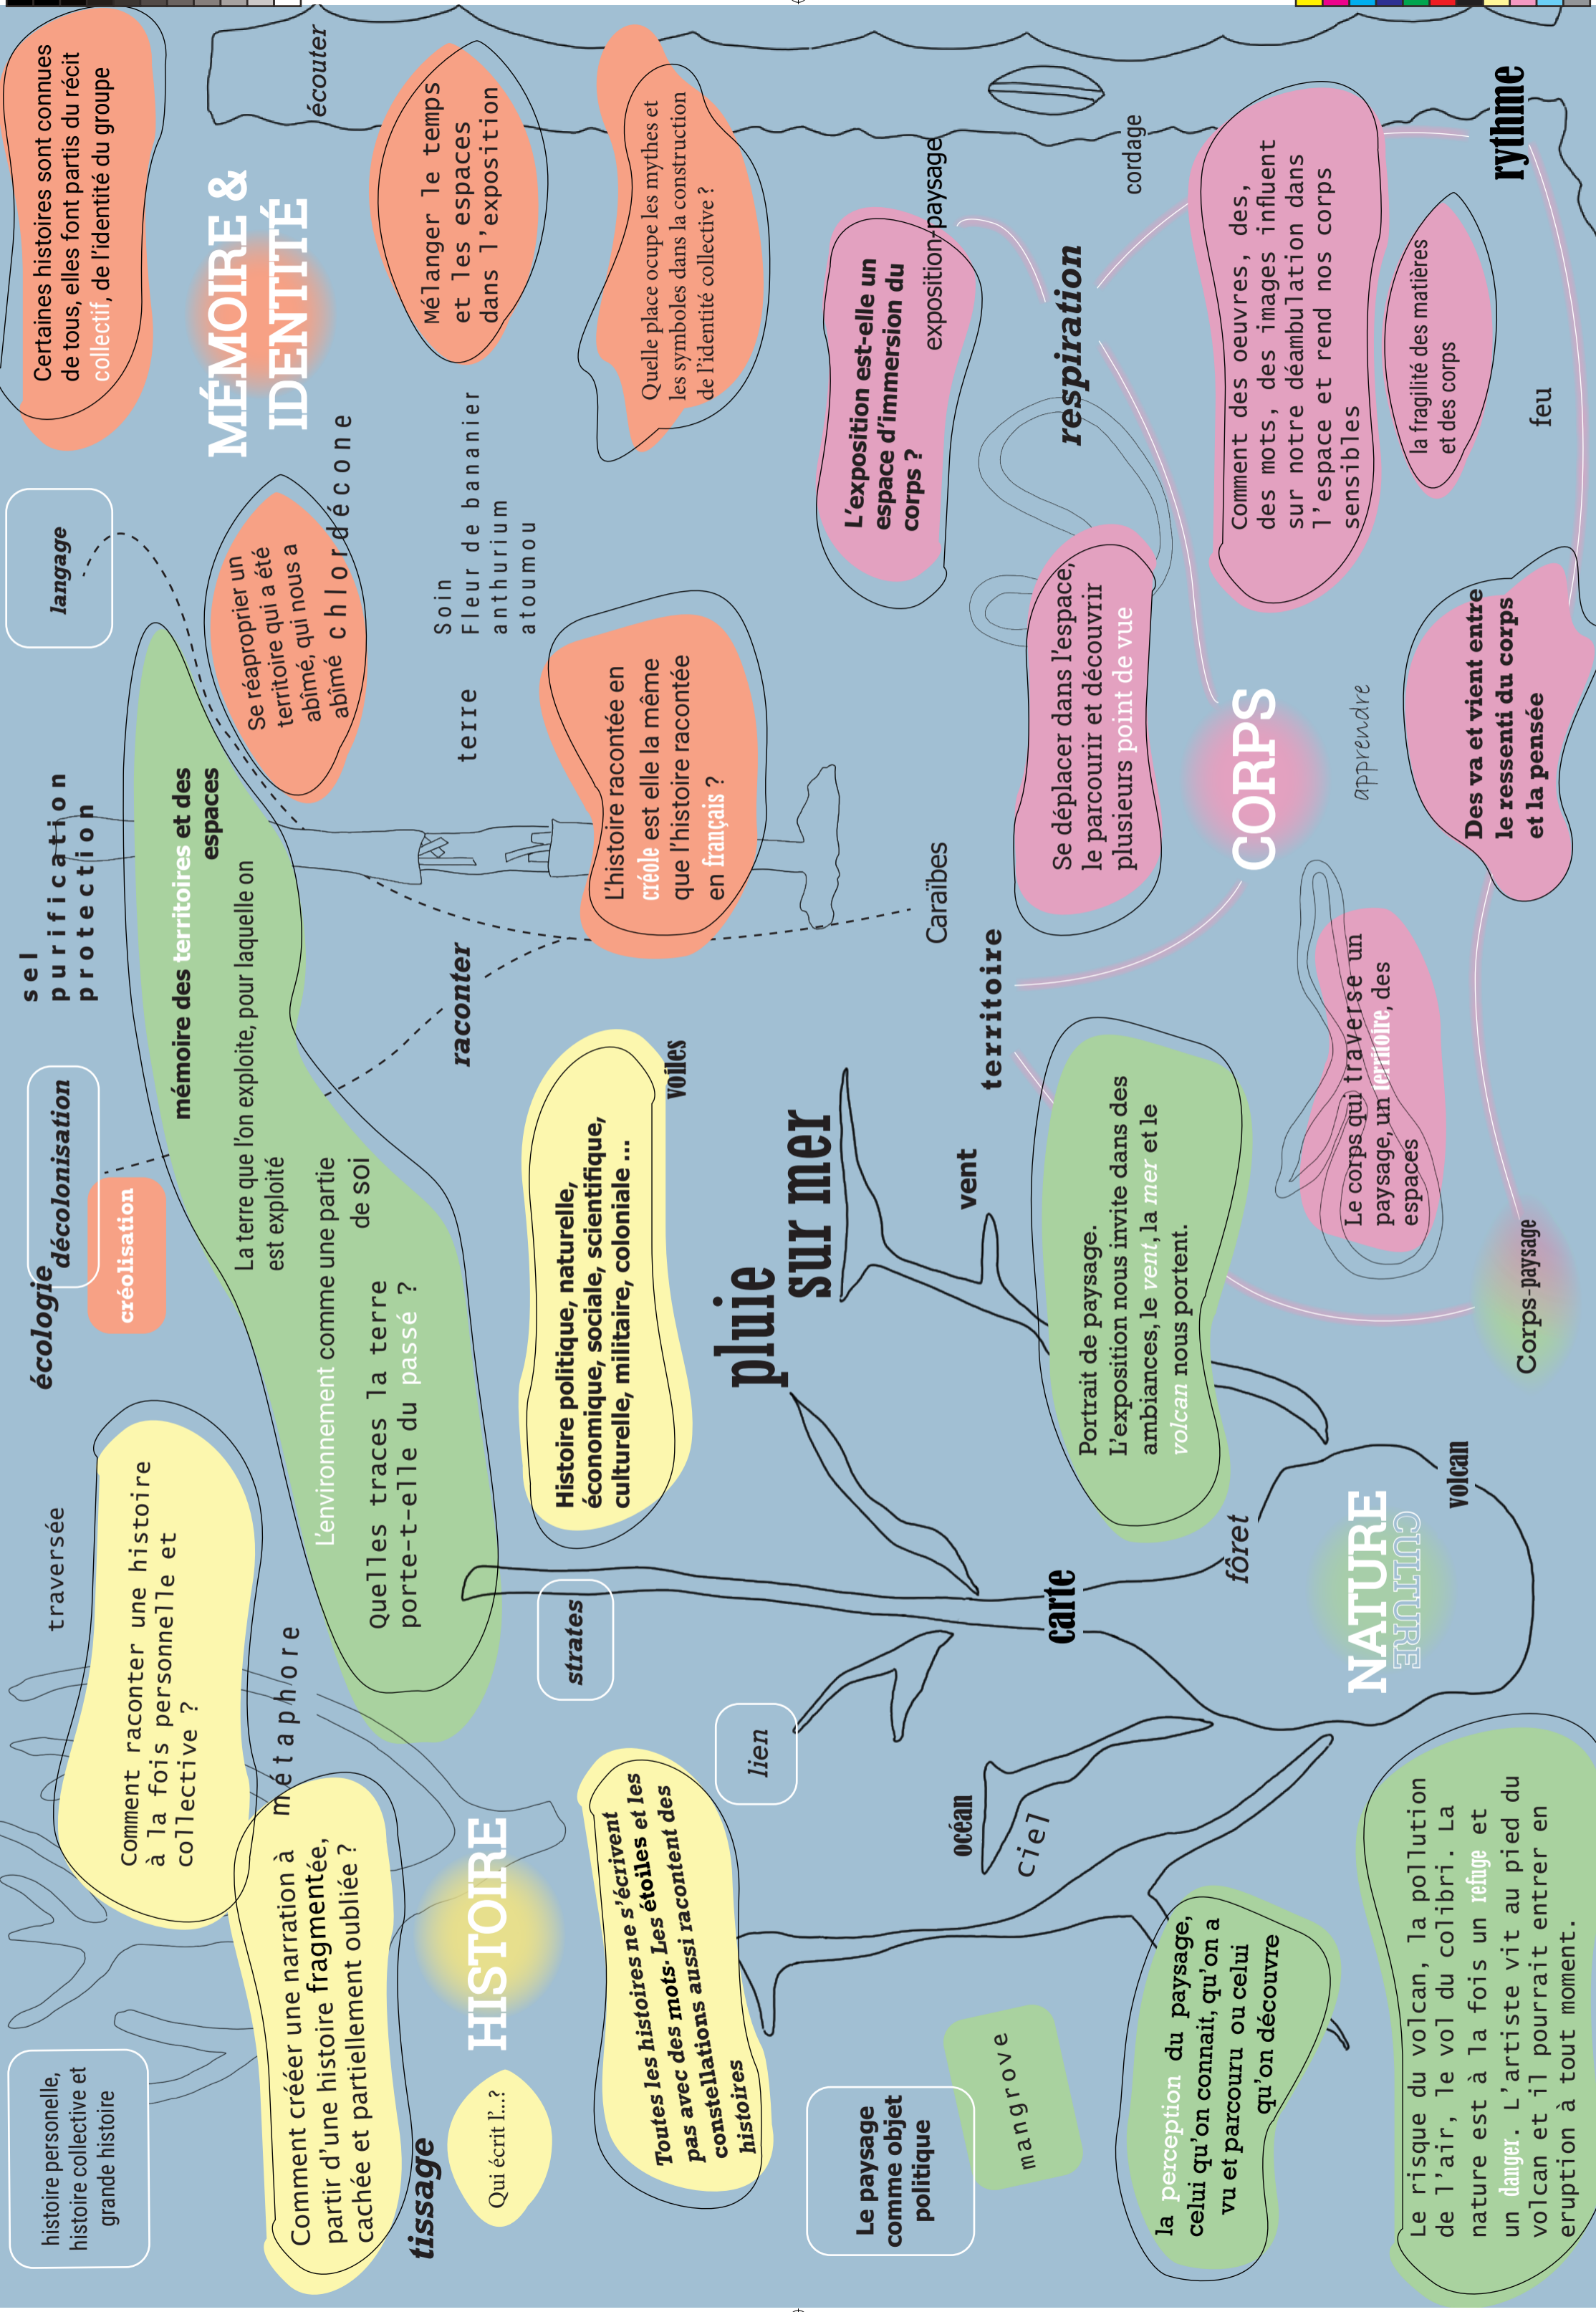 histoire personelle,
histoire collective et
grande histoire
traversée
écologie
décolonisation
créolisation
sel
purification
protection
langage
Certaines histoires sont connues
de tous, elles font partis du récit
collectif, de l'identité du groupe
Comment raconter une histoire
à la fois personnelle et
collective ?
mémoire des territoires et des
espaces
La terre que l'on exploite, pour laquelle on
est exploité
L'environnement comme une partie
de soi
Quelles traces la terre
porte-t-elle du passé ?
Se réaproprier un
territoire qui a été
abîmé, qui nous a
abîmé chlordécone
MÉMOIRE &
IDENTITÉ
écouter
Comment créérer une narration à
partir d'une histoire fragmentée,
cachée et partiellement oubliée ?
métaphore
tissage
HISTOIRE
Qui écrit l'...?
raconter
terre
Soin
Fleur de bananier
anthurium
atoumou
Mélanger le temps
et les espaces
dans l'exposition
strates
Histoire politique, naturelle,
économique, sociale, scientifique,
culturelle, militaire, coloniale ...
voiles
L'histoire racontée en
créole est elle la même
que l'histoire racontée
en français ?
Quelle place ocupe les mythes et
les symboles dans la construction
de l'identité collective ?
Toutes les histoires ne s'écrivent
pas avec des mots. Les étoiles et les
constellations aussi racontent des
histoires
lien
pluie
sur mer
Le paysage
comme objet
politique
océan
ciel
mangrove
vent
Caraïbes
territoire
L'exposition est-elle un
espace d'immersion du
corps ?
exposition-paysage
carte
Portrait de paysage.
L'exposition nous invite dans des
ambiances, le vent, la mer et le
volcan nous portent.
Se déplacer dans l'espace,
le parcourir et découvrir
plusieurs point de vue
respiration
cordage
la perception du paysage,
celui qu'on connait, qu'on a
vu et parcouru ou celui
qu'on découvre
fôret
CORPS
Comment des oeuvres, des,
des mots, des images influent
sur notre déambulation dans
l'espace et rend nos corps
sensibles
NATURE
CULTURE
volcan
Le corps qui traverse un
paysage, un territoire, des
espaces
apprendre
la fragilité des matières
et des corps
Le risque du volcan, la pollution
de l'air, le vol du colibri. La
nature est à la fois un refuge et
un danger. L'artiste vit au pied du
volcan et il pourrait entrer en
eruption à tout moment.
Corps-paysage
Des va et vient entre
le ressenti du corps
et la pensée
feu
rythme